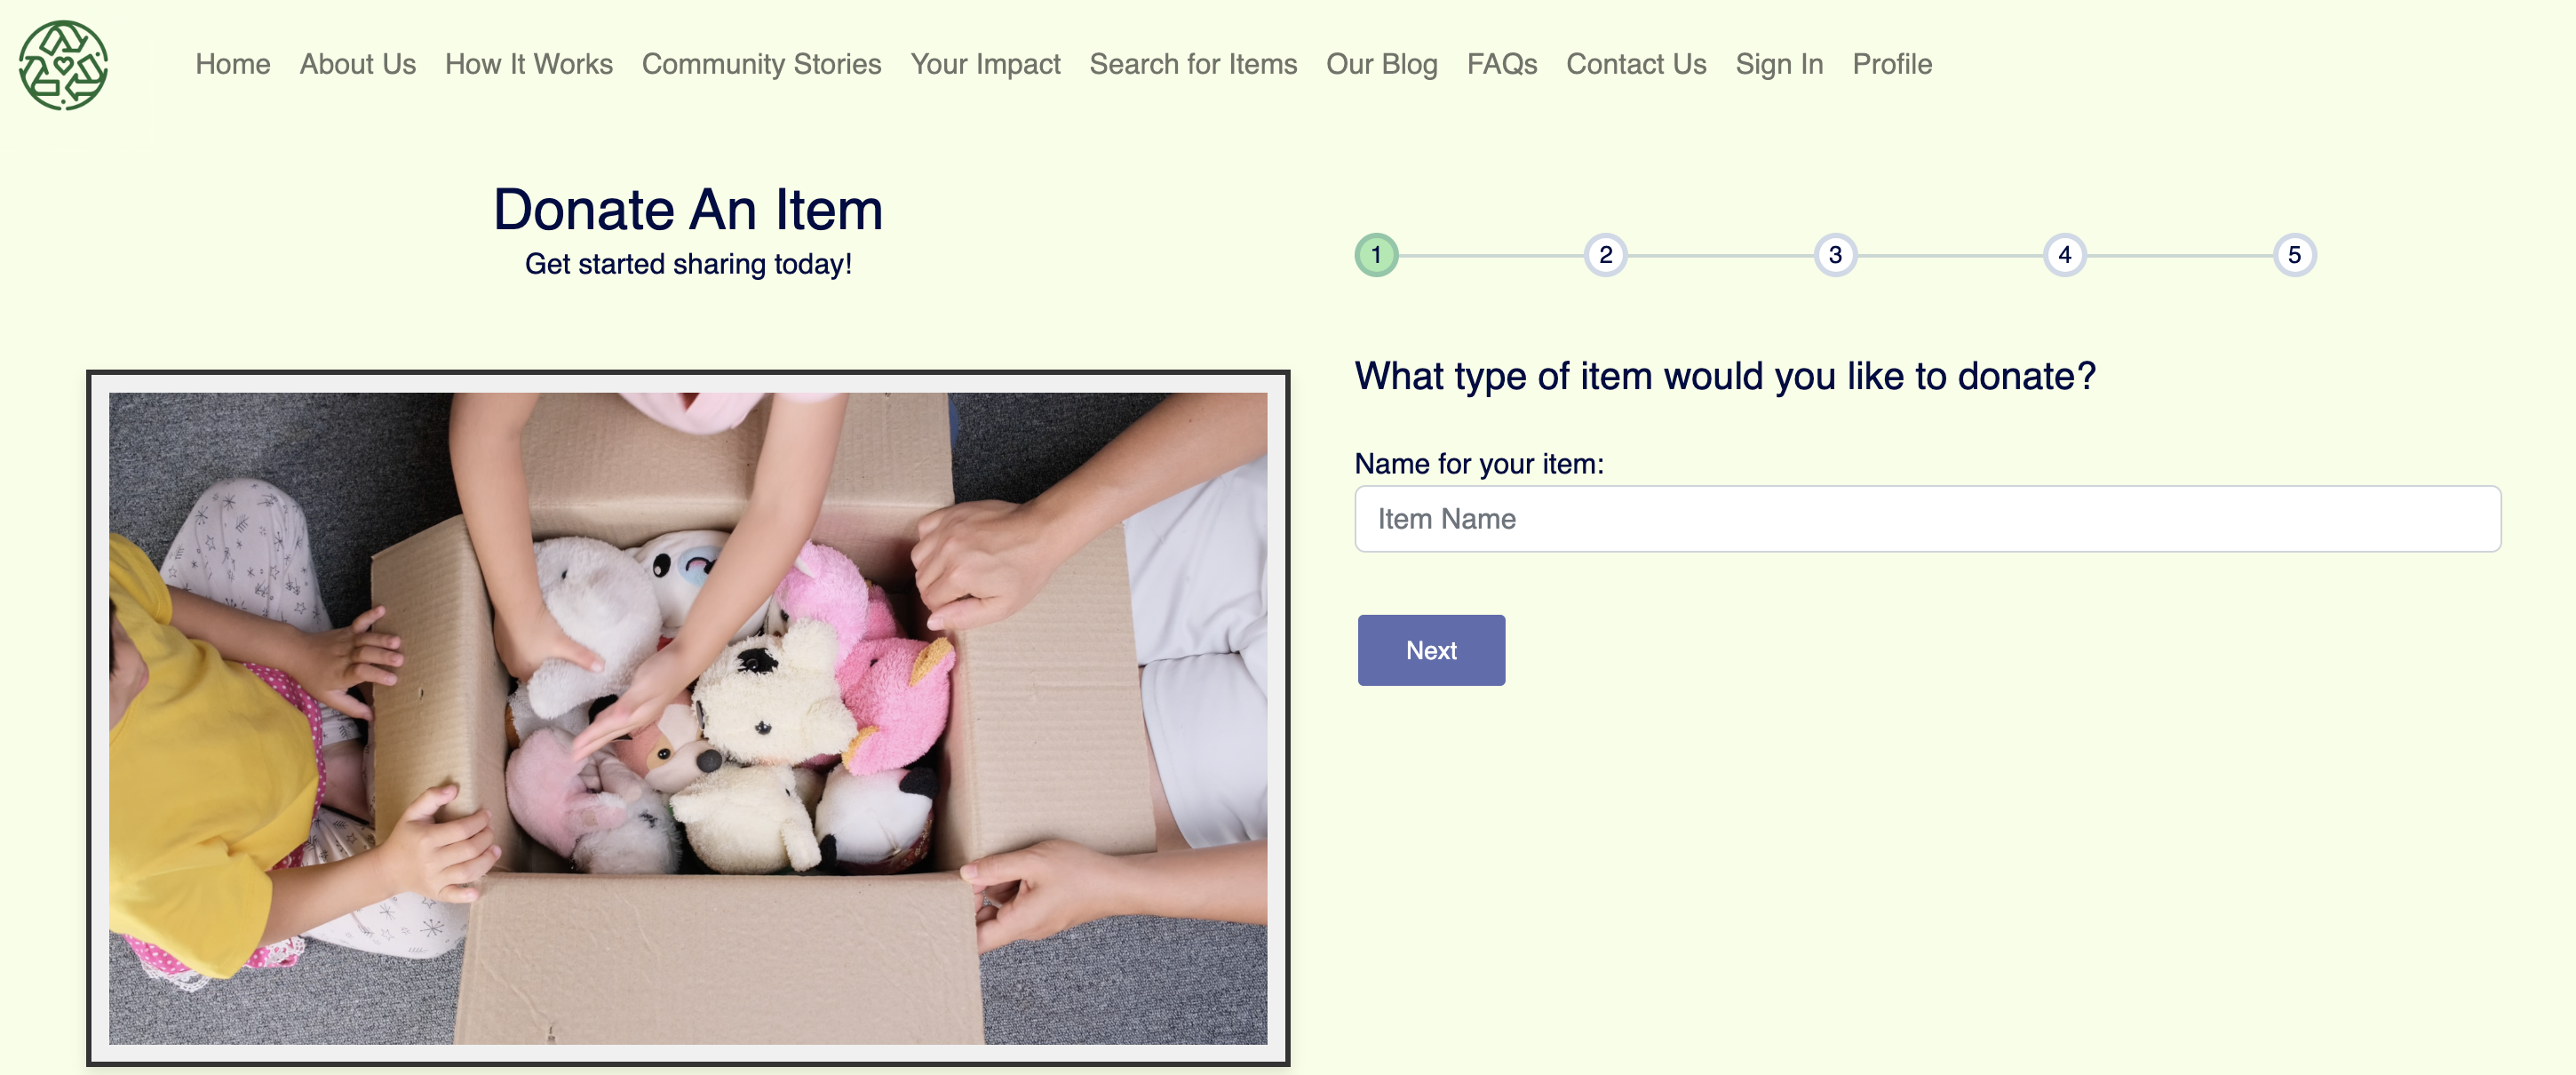 Home About Us How It Works Community Stories Your Impact Search for Items Our Blog FAQs Contact Us Sign In Profile
Donate An Item
Get started sharing today!
1 2 3 4 5
What type of item would you like to donate?
Name for your item:
Item Name
Next